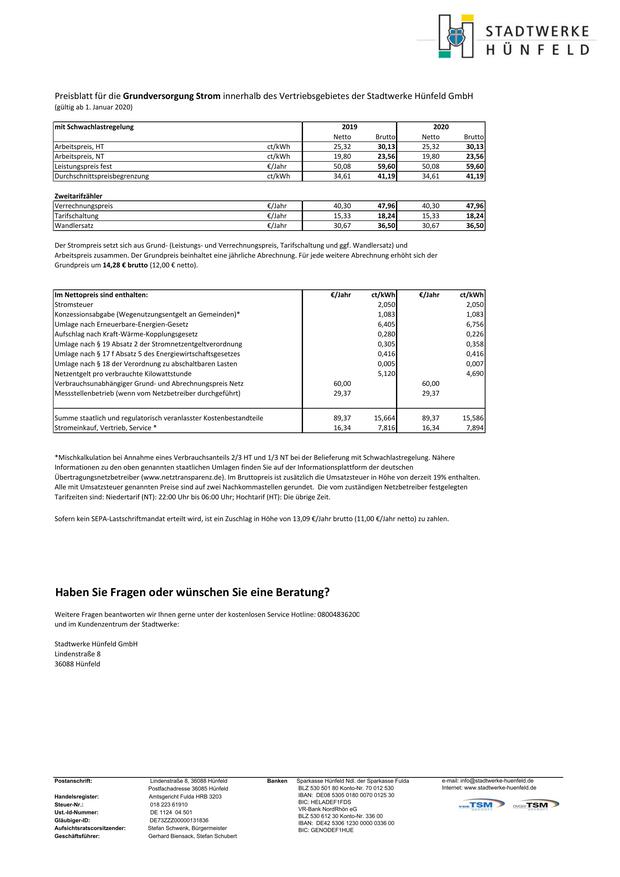 STADTWERKE
HÜNFELD
Preisblatt für die Grundversorgung Strom innerhalb des Vertriebsgebietes der Stadtwerke Hünfeld GmbH
(gültig ab 1. Januar 2020)
mit Schwachlastregelung 2019 2020
Netto Brutto Netto Brutto
Arbeitspreis, HT ct/kWh 25,32 30,13 25,32 30,13
Arbeitspreis, NT ct/kWh 19,80 23,56 19,80 23,56
Leistungspreis fest €/Jahr 50,08 59,60 50,08 59,60
Durchschnittspreisbegrenzung ct/kWh 34,61 41,19 34,61 41,19
Zweitarifzähler
Verrechnungspreis €/Jahr 40,30 47,96 40,30 47,96
Tarifschaltung €/Jahr 15,33 18,24 15,33 18,24
Wandlersatz €/Jahr 30,67 36,50 30,67 36,50
Der Strompreis setzt sich aus Grund- (Leistungs- und Verrechnungspreis, Tarifschaltung und ggf. Wandlersatz) und
Arbeitspreis zusammen. Der Grundpreis beinhaltet eine jährliche Abrechnung. Für jede weitere Abrechnung erhöht sich der
Grundpreis um 14,28 € brutto (12,00 € netto).
Im Nettopreis sind enthalten: €/Jahr ct/kWh €/Jahr ct/kWh
Stromsteuer 2,050 2,050
Konzessionsabgabe (Wegenutzungsentgelt an Gemeinden)* 1,083 1,083
Umlage nach Erneuerbare-Energien-Gesetz 6,405 6,756
Aufschlag nach Kraft-Wärme-Kopplungsgesetz 0,280 0,226
Umlage nach § 19 Absatz 2 der Stromnetzentgeltverordnung 0,305 0,358
Umlage nach § 17 f Absatz 5 des Energiewirtschaftsgesetzes 0,416 0,416
Umlage nach § 18 der Verordnung zu abschaltbaren Lasten 0,005 0,007
Netzentgelt pro verbrauchte Kilowattstunde 5,120 4,690
Verbrauchsunabhängiger Grund- und Abrechnungspreis Netz 60,00 60,00
Messstellenbetrieb (wenn vom Netzbetreiber durchgeführt) 29,37 29,37
Summe staatlich und regulatorisch veranlasster Kostenbestandteile 89,37 15,664 89,37 15,586
Stromeinkauf, Vertrieb, Service * 16,34 7,816 16,34 7,894
*Mischkalkulation bei Annahme eines Verbrauchsanteils 2/3 HT und 1/3 NT bei der Belieferung mit Schwachlastregelung. Nähere
Informationen zu den oben genannten staatlichen Umlagen finden Sie auf der Informationsplattform der deutschen
Übertragungsnetzbetreiber (www.netztransparenz.de). Im Bruttopreis ist zusätzlich die Umsatzsteuer in Höhe von derzeit 19% enthalten.
Alle mit Umsatzsteuer genannten Preise sind auf zwei Nachkommastellen gerundet. Die vom zuständigen Netzbetreiber festgelegten
Tarifzeiten sind: Niedertarif (NT): 22:00 Uhr bis 06:00 Uhr; Hochtarif (HT): Die übrige Zeit.
Sofern kein SEPA-Lastschriftmandat erteilt wird, ist ein Zuschlag in Höhe von 13,09 €/Jahr brutto (11,00 €/Jahr netto) zu zahlen.
Haben Sie Fragen oder wünschen Sie eine Beratung?
Weitere Fragen beantworten wir Ihnen gerne unter der kostenlosen Service Hotline: 08004836200
und im Kundenzentrum der Stadtwerke:
Stadtwerke Hünfeld GmbH
Lindenstraße 8
36088 Hünfeld
Postanschrift: Lindenstraße 8, 36088 Hünfeld
Postfachadresse 36085 Hünfeld
Handelsregister: Amtsgericht Fulda HRB 3203
Steuer-Nr.: 018 223 61910
Ust.-Id-Nummer: DE 1124 04 501
Gläubiger-ID: DE73ZZZ00000131836
Aufsichtsratsvorsitzender: Stefan Schwenk, Bürgermeister
Geschäftsführer: Gerhard Biensack, Stefan Schubert
Banken Sparkasse Hünfeld Ndl. der Sparkasse Fulda
BLZ 530 501 80 Konto-Nr. 70 012 530
IBAN: DE08 5305 0180 0070 0125 30
BIC: HELADEF1FDS
VR-Bank NordRhön eG
BLZ 530 612 30 Konto-Nr. 336 00
IBAN: DE42 5306 1230 0000 0336 00
BIC: GENODEF1HUE
e-mail: info@stadtwerke-huenfeld.de
Internet: www.stadtwerke-huenfeld.de
TSM TSM